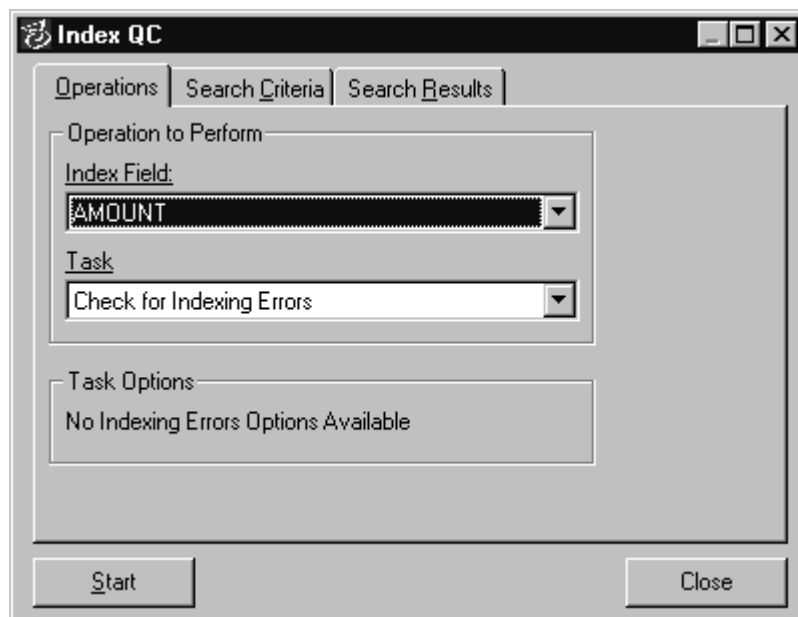 Index QC
Operations Search Criteria Search Results
Operation to Perform
Index Field:
AMOUNT
Task
Check for Indexing Errors
Task Options
No Indexing Errors Options Available
Start Close